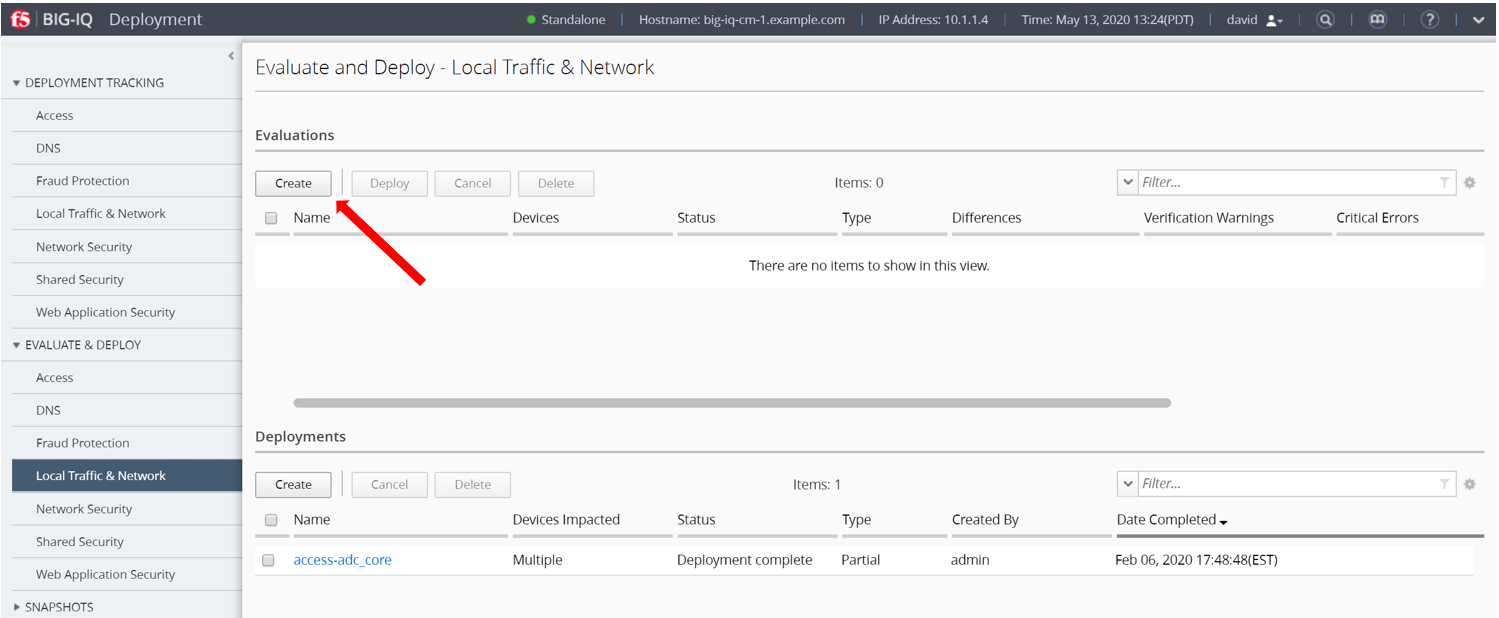 f5 BIG-IQ Deployment Standalone Hostname: big-iq-cm-1.example.com IP Address: 10.1.1.4 Time: May 13, 2020 13:24(PDT) david ?
DEPLOYMENT TRACKING
Access
DNS
Fraud Protection
Local Traffic & Network
Network Security
Shared Security
Web Application Security
EVALUATE & DEPLOY
Access
DNS
Fraud Protection
Local Traffic & Network
Network Security
Shared Security
Web Application Security
SNAPSHOTS
Evaluate and Deploy - Local Traffic & Network
Evaluations
Create Deploy Cancel Delete Items: 0 Filter...
Name Devices Status Type Differences Verification Warnings Critical Errors
There are no items to show in this view.
Deployments
Create Cancel Delete Items: 1 Filter...
Name Devices Impacted Status Type Created By Date Completed
access-adc_core Multiple Deployment complete Partial admin Feb 06, 2020 17:48:48(EST)